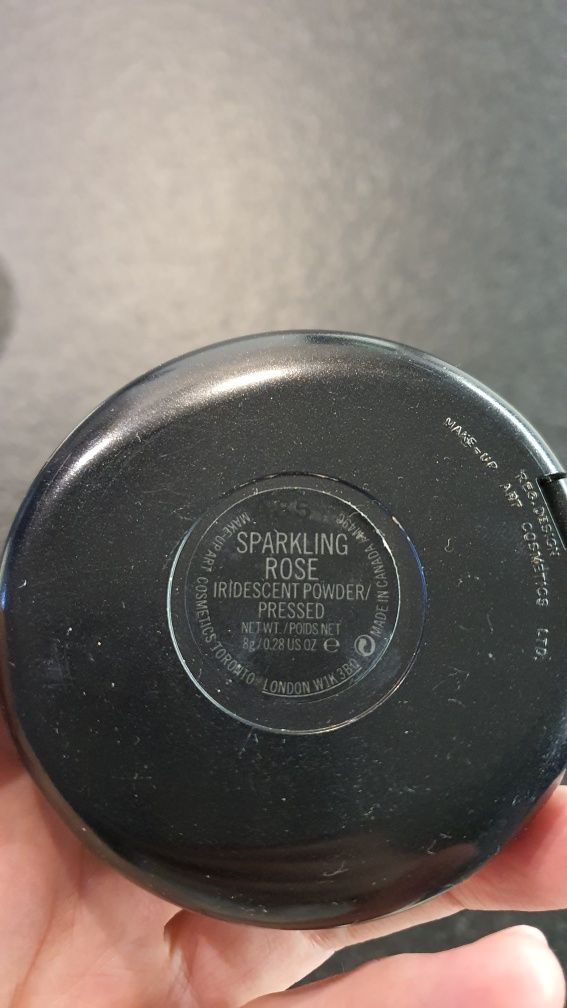 SPARKLING
ROSE
IRIDESCENT POWDER/
PRESSED
NET WT./POIDS NET
8g/0.28 US OZ ℮
MAKE-UP ART COSMETICS TORONTO LONDON W1K 3BQ
MADE IN CANADA
MAKE-UP ART COSMETICS LTD.
REG.DESIGN